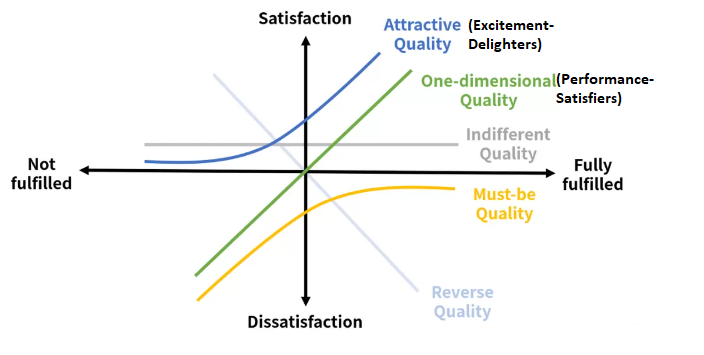 Satisfaction
Attractive (Excitement-
Quality Delighters)
One-dimensional(Performance-
Quality Satisfiers)
Indifferent
Quality
Not
fulfilled
Fully
fulfilled
Must-be
Quality
Reverse
Quality
Dissatisfaction